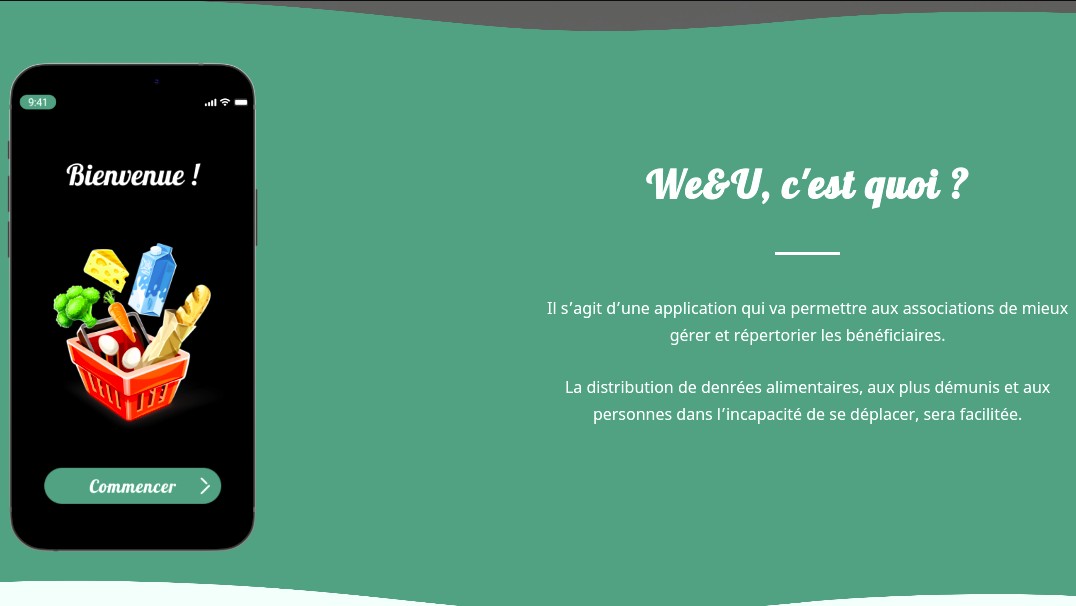 9:41
Bienvenue !
Commencer
We&U, c’est quoi ?
Il s’agit d’une application qui va permettre aux associations de mieux
gérer et répertorier les bénéficiaires.
La distribution de denrées alimentaires, aux plus démunis et aux
personnes dans l’incapacité de se déplacer, sera facilitée.